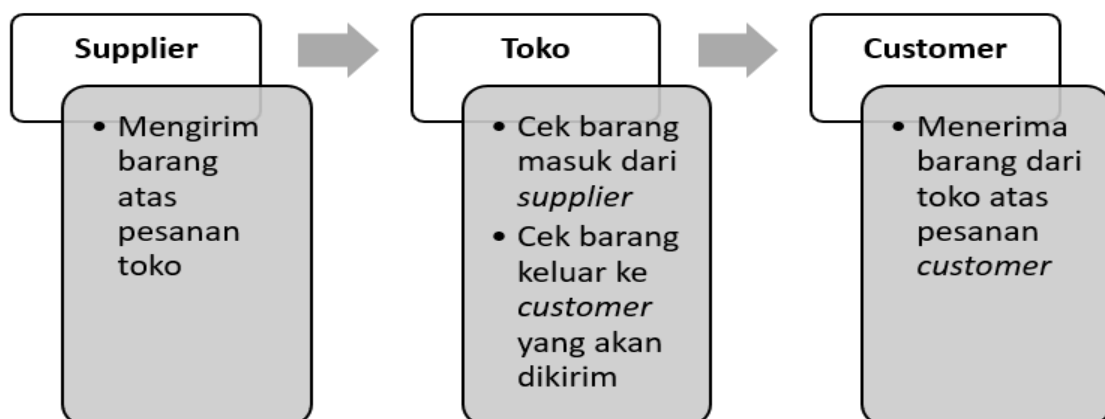 Supplier
• Mengirim
barang
atas
pesanan
toko
Toko
• Cek barang
masuk dari
supplier
• Cek barang
keluar ke
customer
yang akan
dikirim
Customer
• Menerima
barang dari
toko atas
pesanan
customer